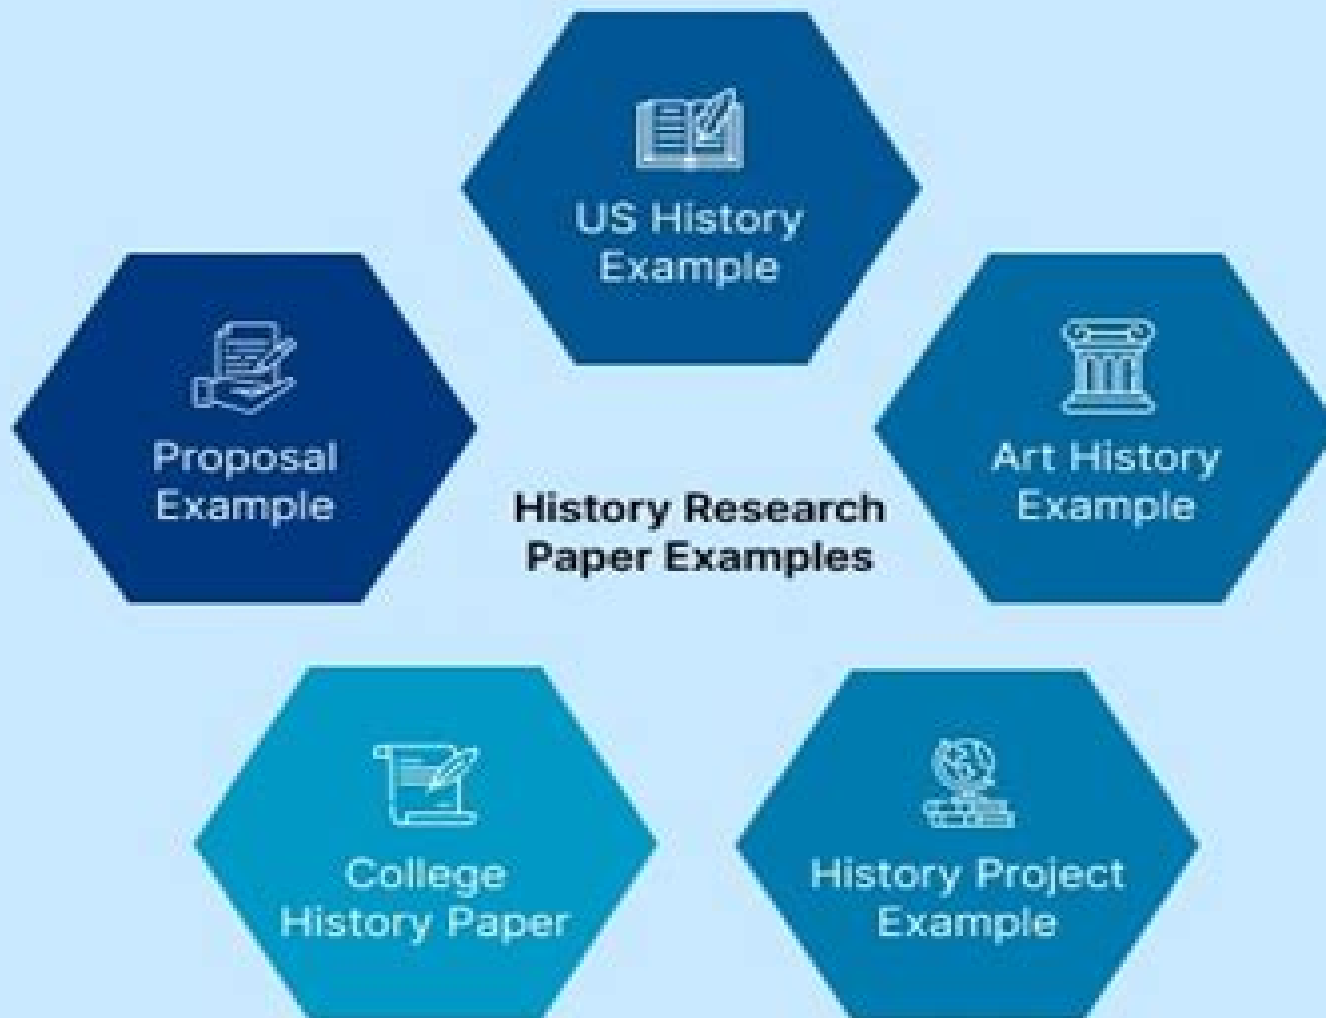 US History
Example
Proposal
Example
Art History
Example
History Research
Paper Examples
College
History Paper
History Project
Example